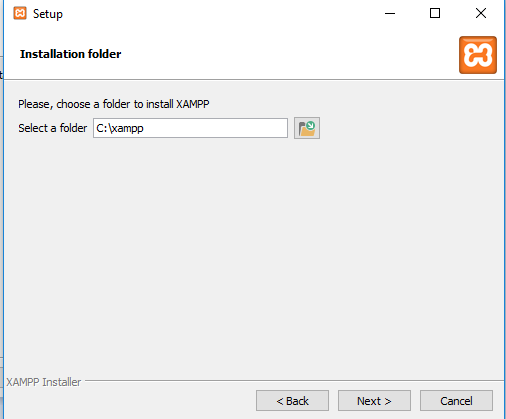 Setup
Installation folder
Please, choose a folder to install XAMPP
Select a folder C:\xampp
XAMPP Installer
< Back Next > Cancel